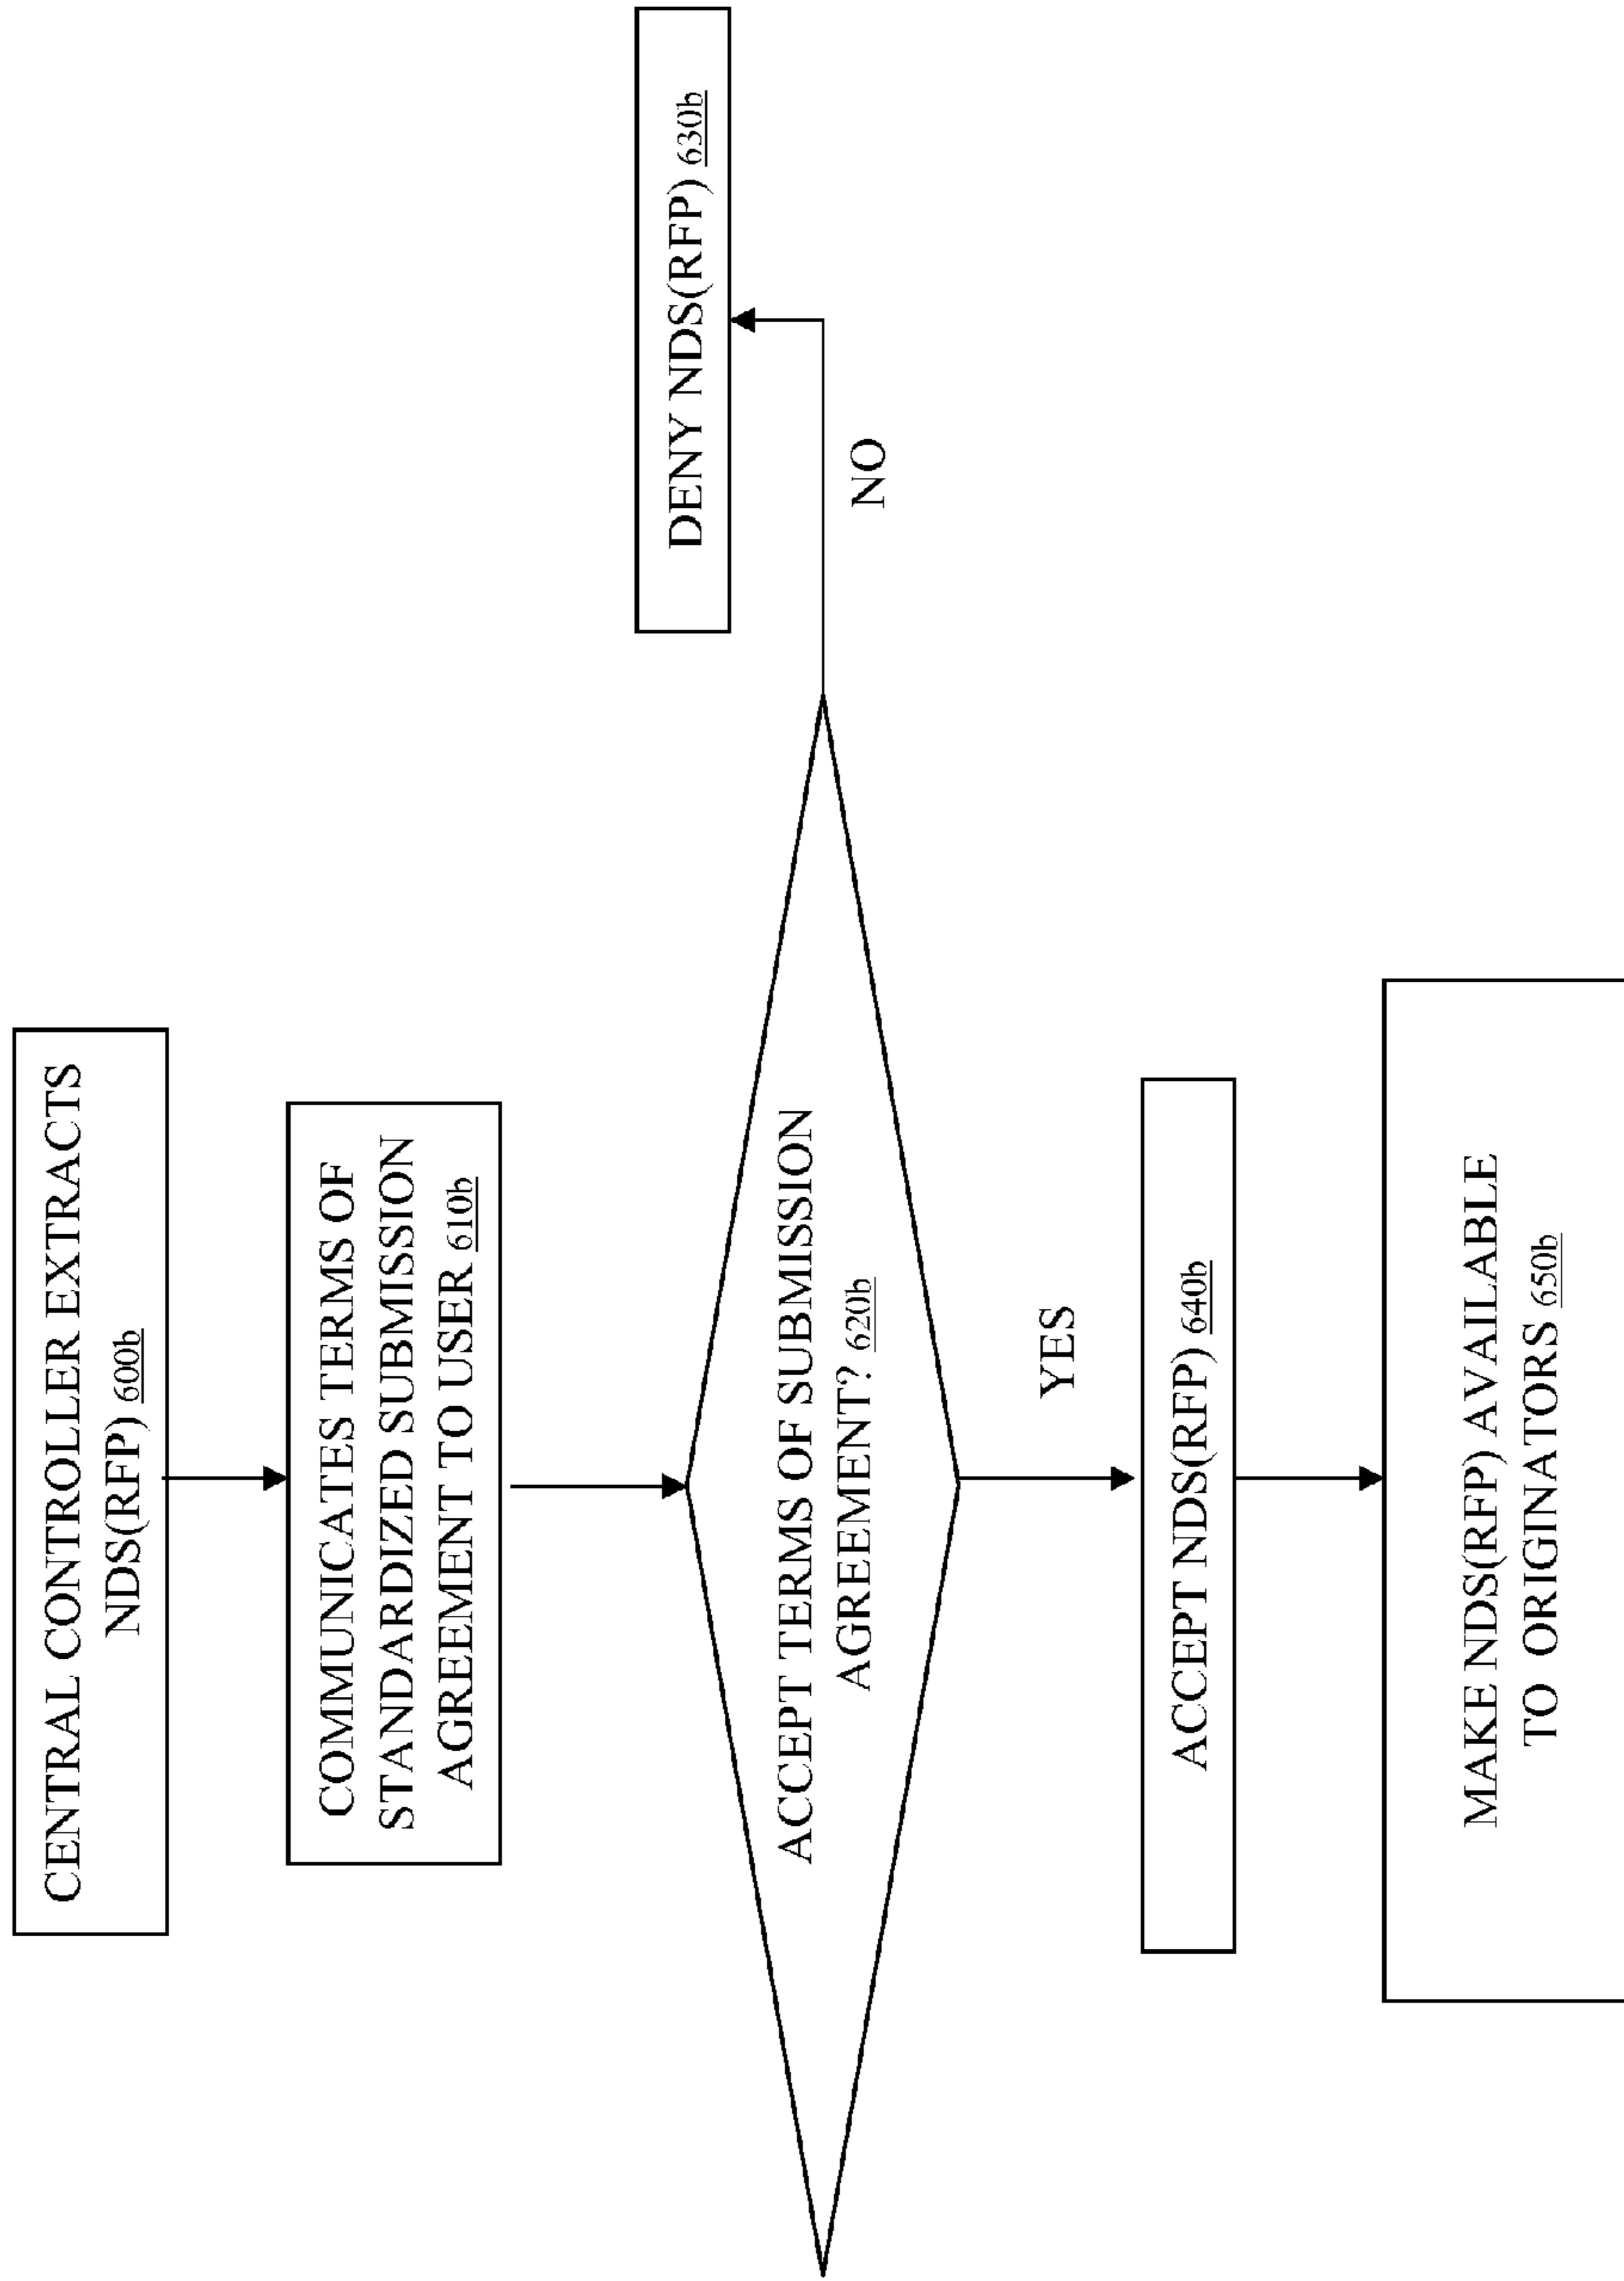 CENTRAL CONTROLLER EXTRACTS
NDS(RFP) 600b
COMMUNICATES TERMS OF
STANDARDIZED SUBMISSION
AGREEMENT TO USER 610b
ACCEPT TERMS OF SUBMISSION
AGREEMENT? 620b
NO
DENY NDS(RFP) 630b
YES
ACCEPT NDS(RFP) 640b
MAKE NDS(RFP) AVAILABLE
TO ORIGINATORS 650b